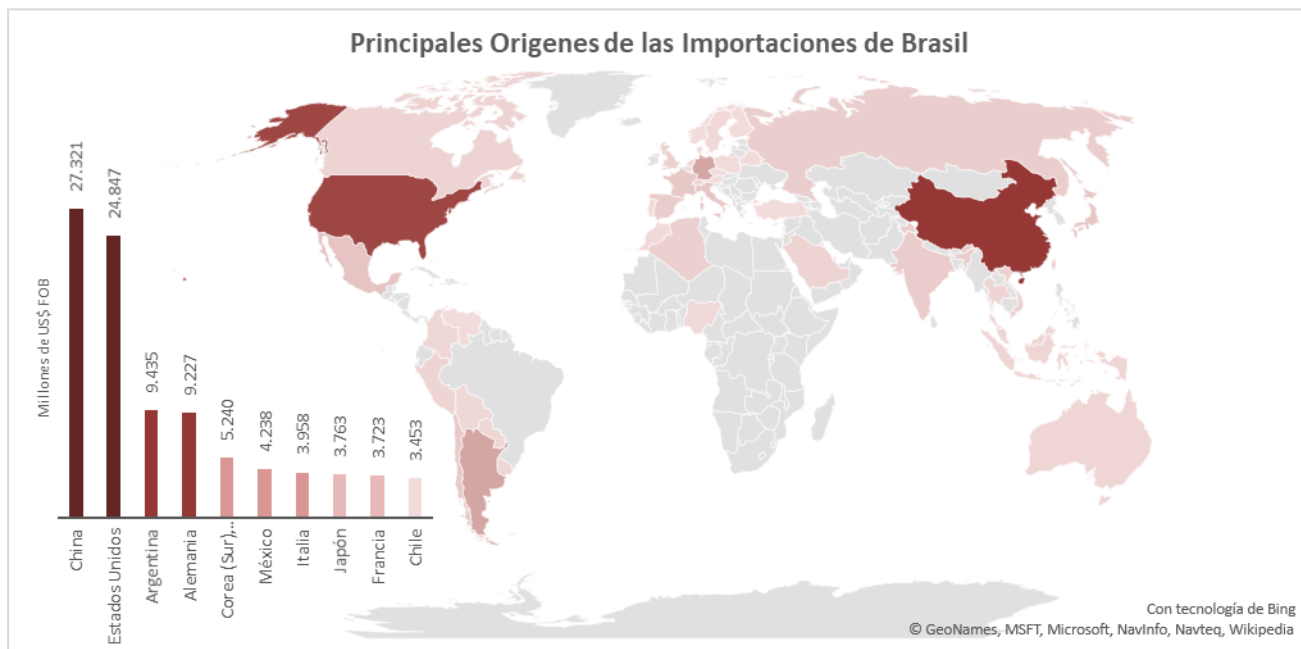 Principales Origenes de las Importaciones de Brasil
Millones de US$ FOB
27.321
24.847
9.435
9.227
5.240
4.238
3.958
3.763
3.723
3.453
China
Estados Unidos
Argentina
Alemania
Corea (Sur),..
México
Italia
Japón
Francia
Chile
Con tecnología de Bing
© GeoNames, MSFT, Microsoft, NavInfo, Navteq, Wikipedia